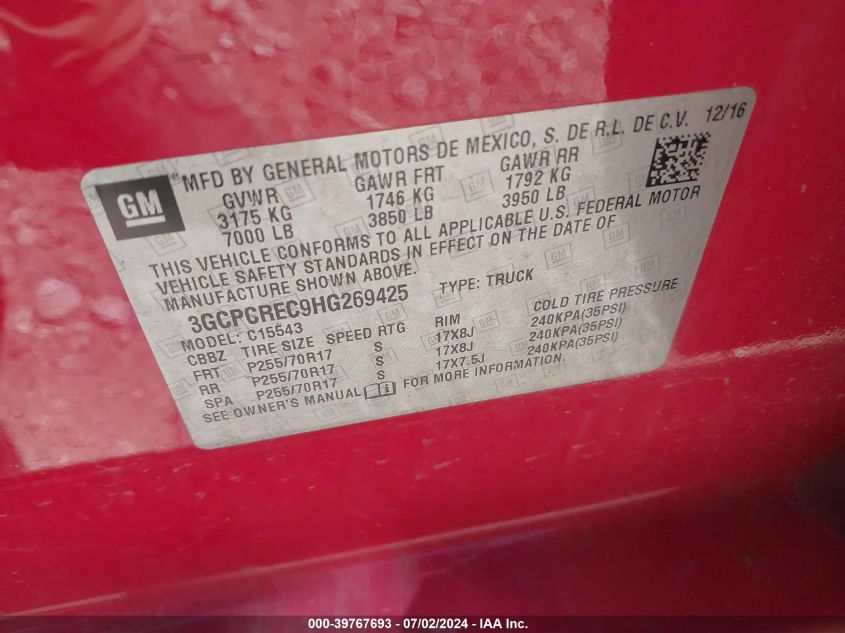 GM
MFD BY GENERAL MOTORS DE MEXICO, S. DE R.L. DE C.V. 12/16
GVWR GAWR FRT GAWR RR
3175 KG 1746 KG 1792 KG
7000 LB 3850 LB 3950 LB
THIS VEHICLE CONFORMS TO ALL APPLICABLE U.S. FEDERAL MOTOR
VEHICLE SAFETY STANDARDS IN EFFECT ON THE DATE OF
MANUFACTURE SHOWN ABOVE.
3GCPCREC9HG269425 TYPE: TRUCK
MODEL: C15543
CBBZ TIRE SIZE SPEED RTG RIM COLD TIRE PRESSURE
FRT P255/70R17 S 17X8J 240KPA(35PSI)
RR P255/70R17 S 17X8J 240KPA(35PSI)
SPA P255/70R17 S 17X7.5J 240KPA(35PSI)
SEE OWNER'S MANUAL FOR MORE INFORMATION.
000-39767693 - 07/02/2024 - IAA Inc.